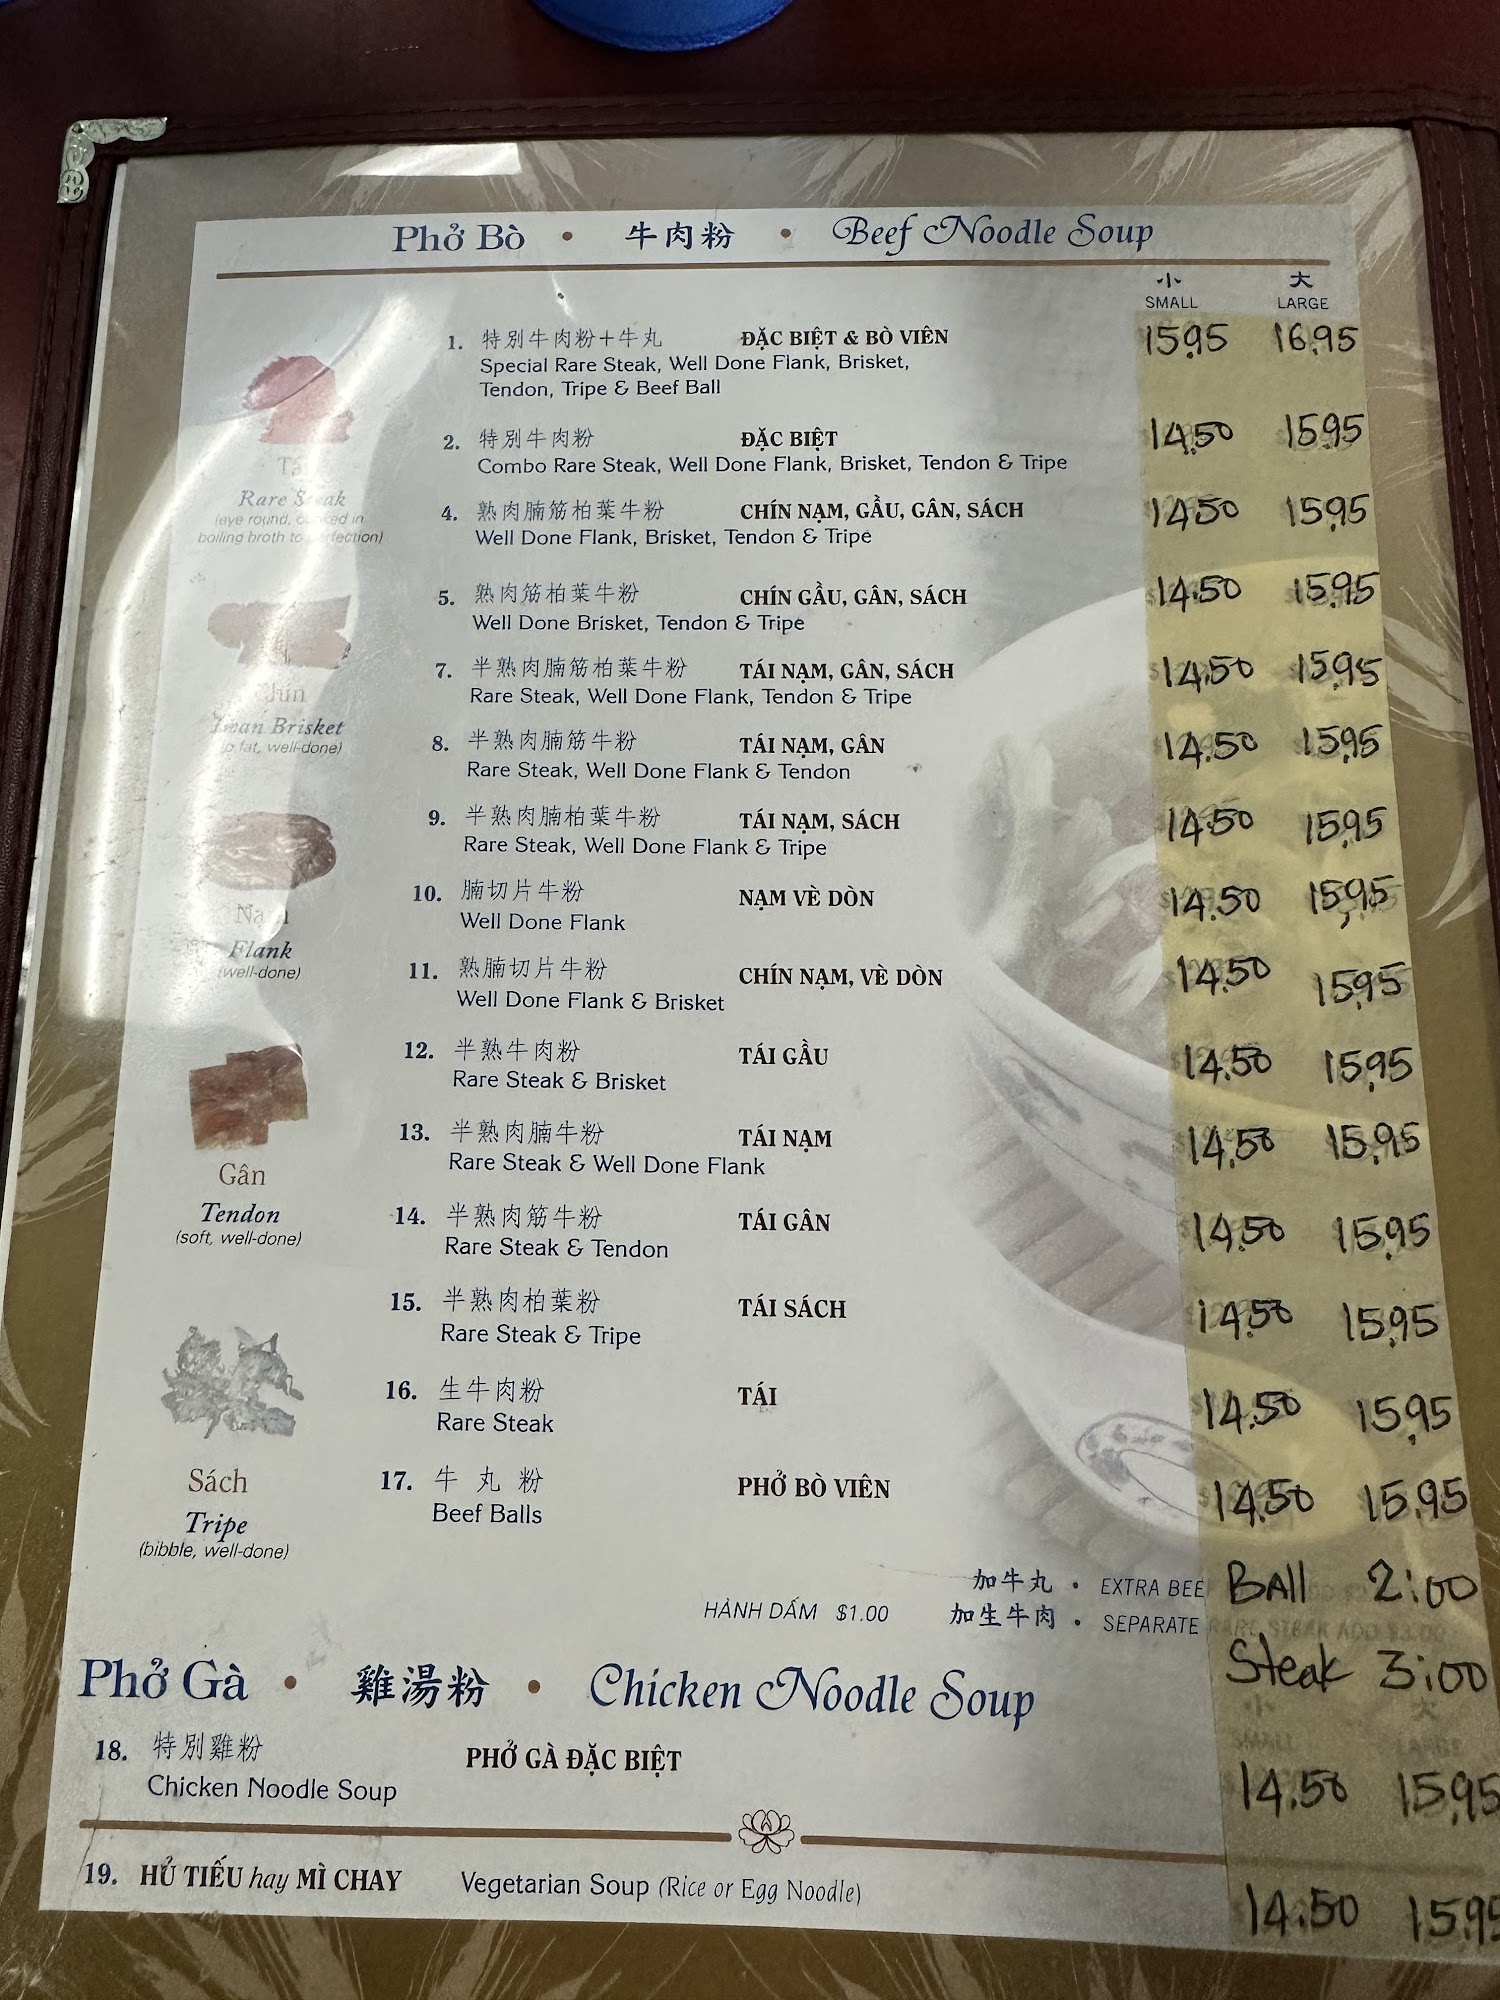 Phở Bò • 牛肉粉 • Beef Noodle Soup
小 大
SMALL LARGE
1. 特別牛肉粉+牛丸 ĐẶC BIỆT & BÒ VIÊN 15.95 16.95
Special Rare Steak, Well Done Flank, Brisket,
Tendon, Tripe & Beef Ball
2. 特別牛肉粉 ĐẶC BIỆT 14.50 15.95
Combo Rare Steak, Well Done Flank, Brisket, Tendon & Tripe
4. 熟肉腩筋柏葉牛粉 CHÍN NẠM, GẦU, GÂN, SÁCH 14.50 15.95
Well Done Flank, Brisket, Tendon & Tripe
5. 熟肉筋柏葉牛粉 CHÍN GẦU, GÂN, SÁCH 14.50 15.95
Well Done Brisket, Tendon & Tripe
7. 半熟肉腩筋柏葉牛粉 TÁI NẠM, GÂN, SÁCH 14.50 15.95
Rare Steak, Well Done Flank, Tendon & Tripe
8. 半熟肉腩筋牛粉 TÁI NẠM, GÂN 14.50 15.95
Rare Steak, Well Done Flank & Tendon
9. 半熟肉腩柏葉牛粉 TÁI NẠM, SÁCH 14.50 15.95
Rare Steak, Well Done Flank & Tripe
10. 腩切片牛粉 NẠM VÈ DÒN 14.50 15.95
Well Done Flank
11. 熟腩切片牛粉 CHÍN NẠM, VÈ DÒN 14.50 15.95
Well Done Flank & Brisket
12. 半熟牛肉粉 TÁI GẦU 14.50 15.95
Rare Steak & Brisket
13. 半熟肉腩牛粉 TÁI NẠM 14.50 15.95
Rare Steak & Well Done Flank
14. 半熟肉筋牛粉 TÁI GÂN 14.50 15.95
Rare Steak & Tendon
15. 半熟肉柏葉粉 TÁI SÁCH 14.50 15.95
Rare Steak & Tripe
16. 生牛肉粉 TÁI 14.50 15.95
Rare Steak
17. 牛丸粉 PHỞ BÒ VIÊN 14.50 15.95
Beef Balls
Rare Steak
(eye round, in
boiling broth to
Brisket
fat, well-done)
Flank
(well-done)
Gân
Tendon
(soft, well-done)
Sách
Tripe
(bibble, well-done)
加牛丸 • EXTRA BEE BAll 2:00
HÀNH DẤM $1.00 加生牛肉 • SEPARATE RARE STEAK ADD $3.00
Steak 3:00
Phở Gà • 雞湯粉 • Chicken Noodle Soup
小 大
SMALL LARGE
18. 特別雞粉 PHỞ GÀ ĐẶC BIỆT 14.50 15.95
Chicken Noodle Soup
19. HỦ TIẾU hay MÌ CHAY Vegetarian Soup (Rice or Egg Noodle) 14.50 15.95